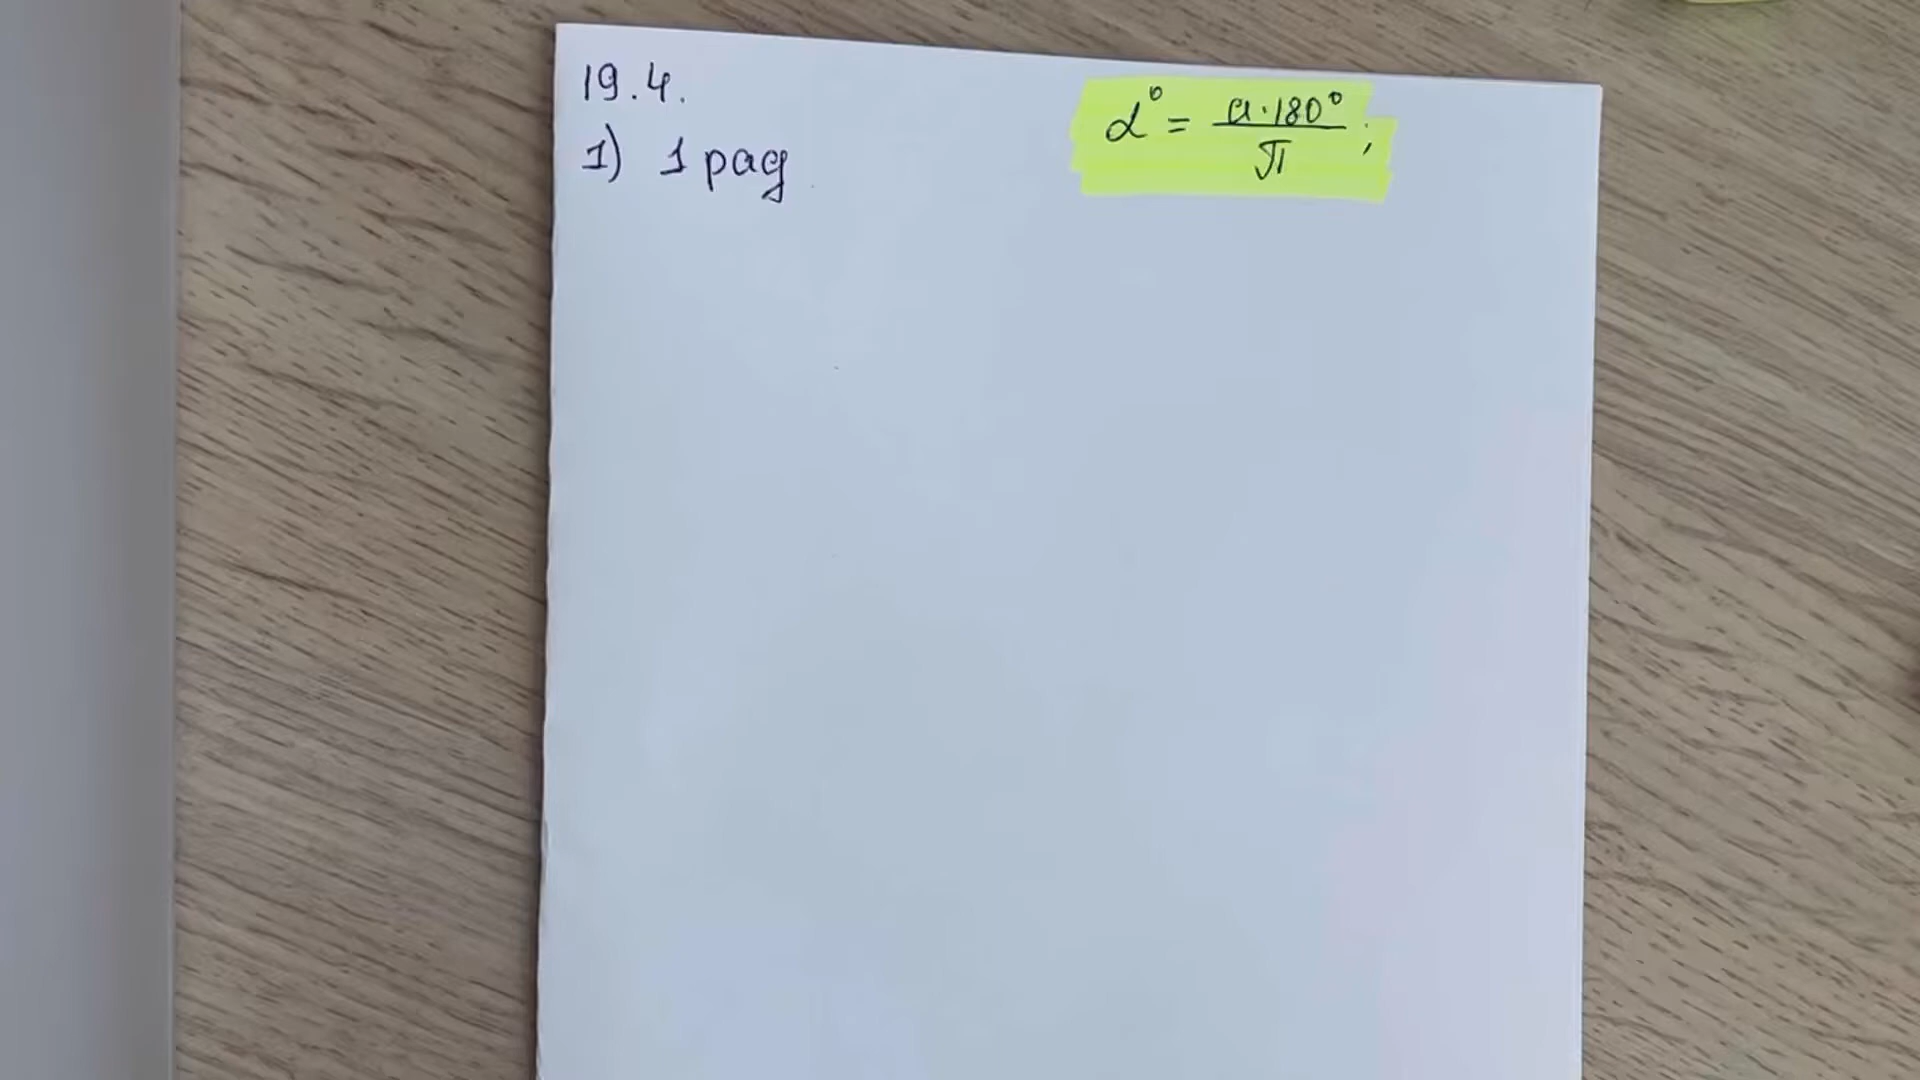 19.4.
1) 1 рад
α° = a·180° / π ;